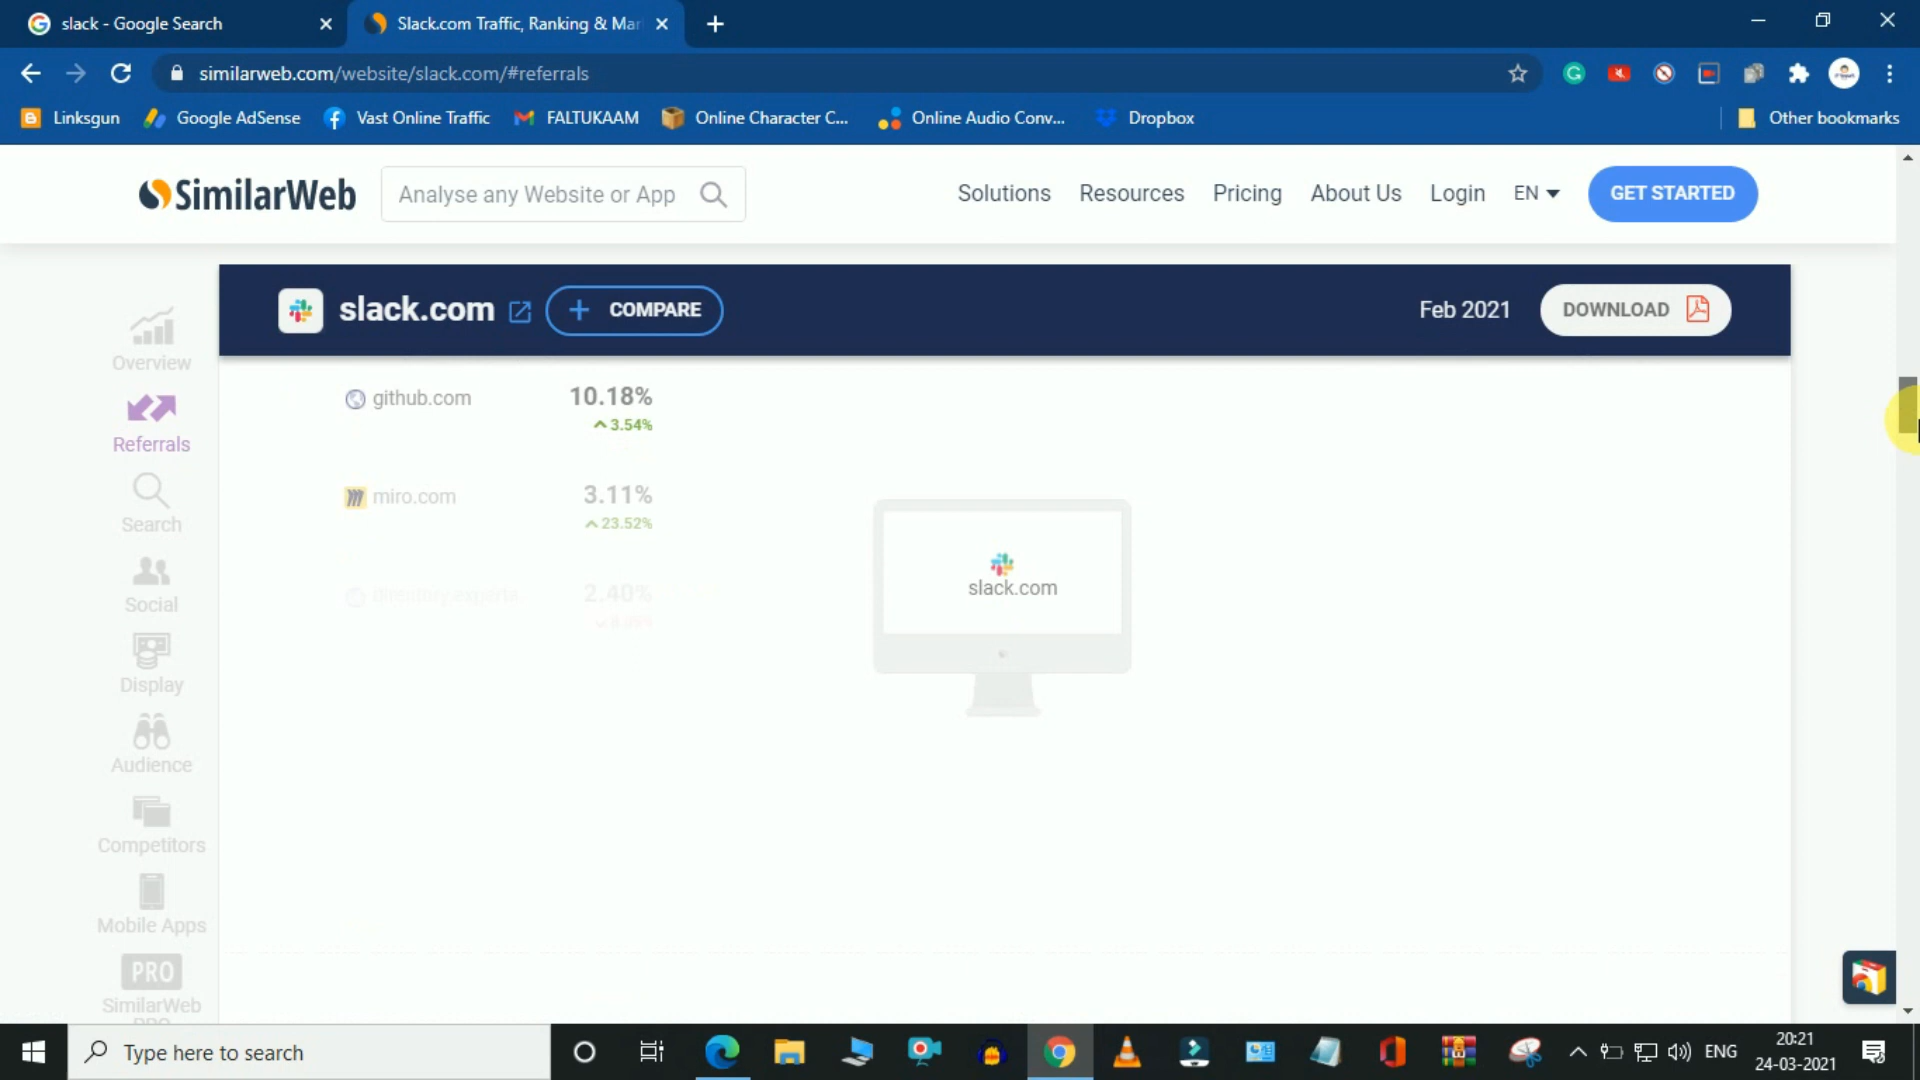 slack - Google Search
Slack.com Traffic, Ranking & Mar
similarweb.com/website/slack.com/#referrals
Linksgun
Google AdSense
Vast Online Traffic
FALTUKAAM
Online Character C...
Online Audio Conv...
Dropbox
Other bookmarks
SimilarWeb
Analyse any Website or App
Solutions
Resources
Pricing
About Us
Login
EN
GET STARTED
slack.com
COMPARE
Feb 2021
DOWNLOAD
Overview
Referrals
Search
Social
Display
Audience
Competitors
Mobile Apps
PRO
SimilarWeb
PRO
github.com
10.18%
3.54%
miro.com
3.11%
23.52%
2.40%
slack.com
Type here to search
ENG
20:21
24-03-2021